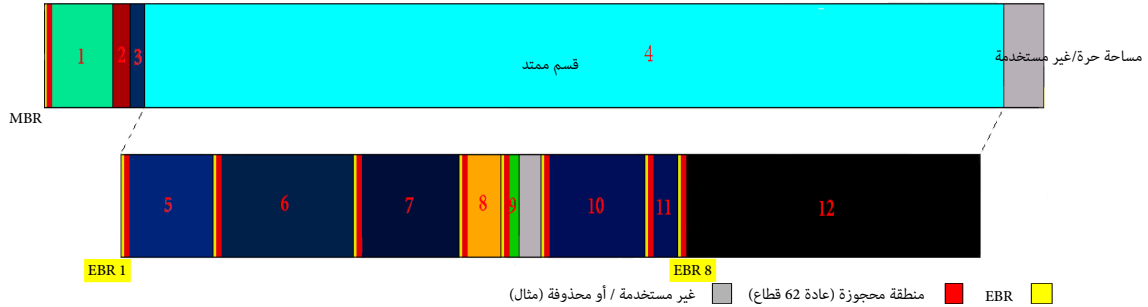 1
2
3
4
قسم ممتد
مساحة حرة/غير مستخدمة
MBR
5
6
7
8
9
10
11
12
EBR 1
EBR 8
EBR
منطقة محجوزة (عادة 62 قطاع)
غير مستخدمة / أو محذوفة (مثال)